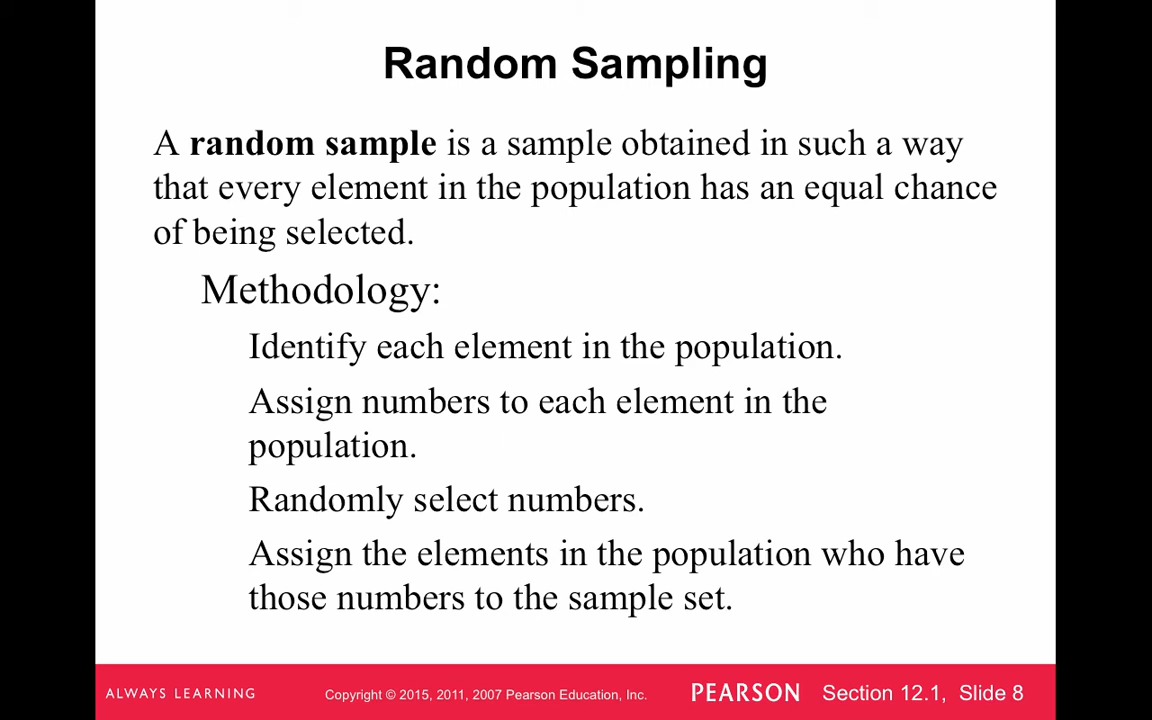 Random Sampling
A random sample is a sample obtained in such a way
that every element in the population has an equal chance
of being selected.
Methodology:
Identify each element in the population.
Assign numbers to each element in the
population.
Randomly select numbers.
Assign the elements in the population who have
those numbers to the sample set.
ALWAYS LEARNING
Copyright © 2015, 2011, 2007 Pearson Education, Inc.
PEARSON
Section 12.1, Slide 8